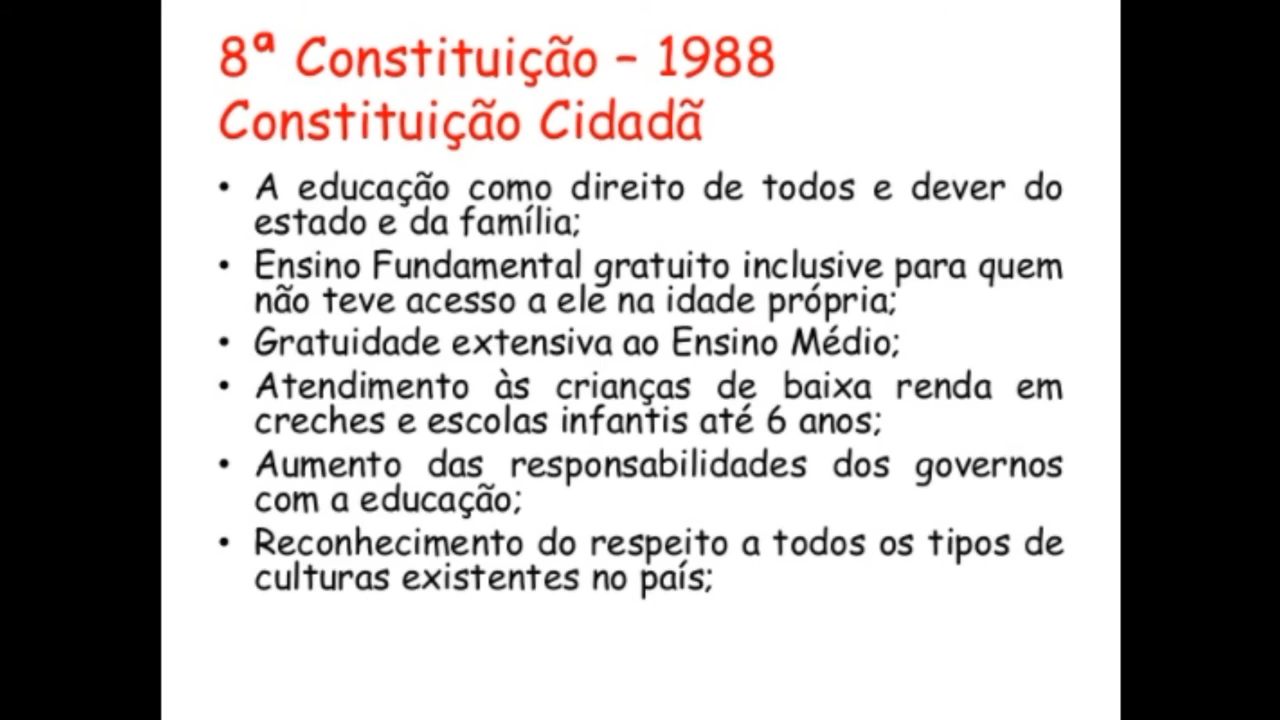 8ª Constituição – 1988
Constituição Cidadã
• A educação como direito de todos e dever do
estado e da família;
• Ensino Fundamental gratuito inclusive para quem
não teve acesso a ele na idade própria;
• Gratuidade extensiva ao Ensino Médio;
• Atendimento às crianças de baixa renda em
creches e escolas infantis até 6 anos;
• Aumento das responsabilidades dos governos
com a educação;
• Reconhecimento do respeito a todos os tipos de
culturas existentes no país;